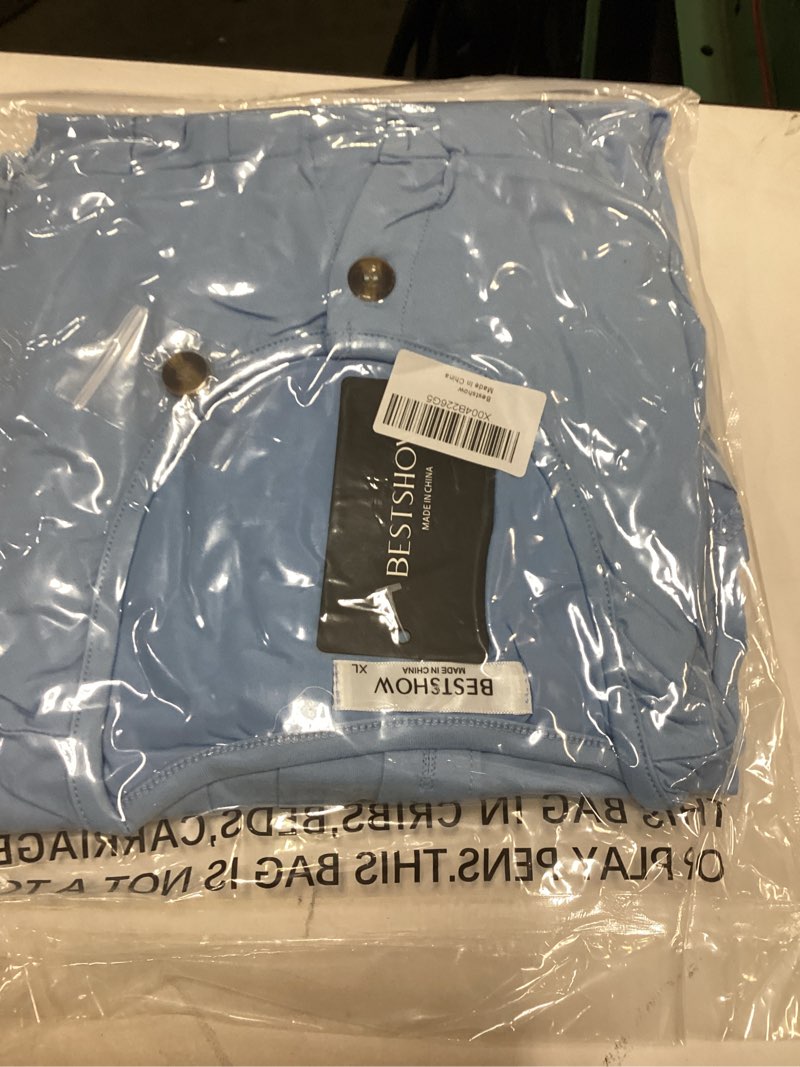 X004B226G5
Bestshow
Made In China
BESTSHOW
MADE IN CHINA
BESTSHOW
MADE IN CHINA
XL
THIS BAG IN CRIBS,BEDS,CARRIAGE
OR PLAY PENS.THIS BAG IS NOT A TO